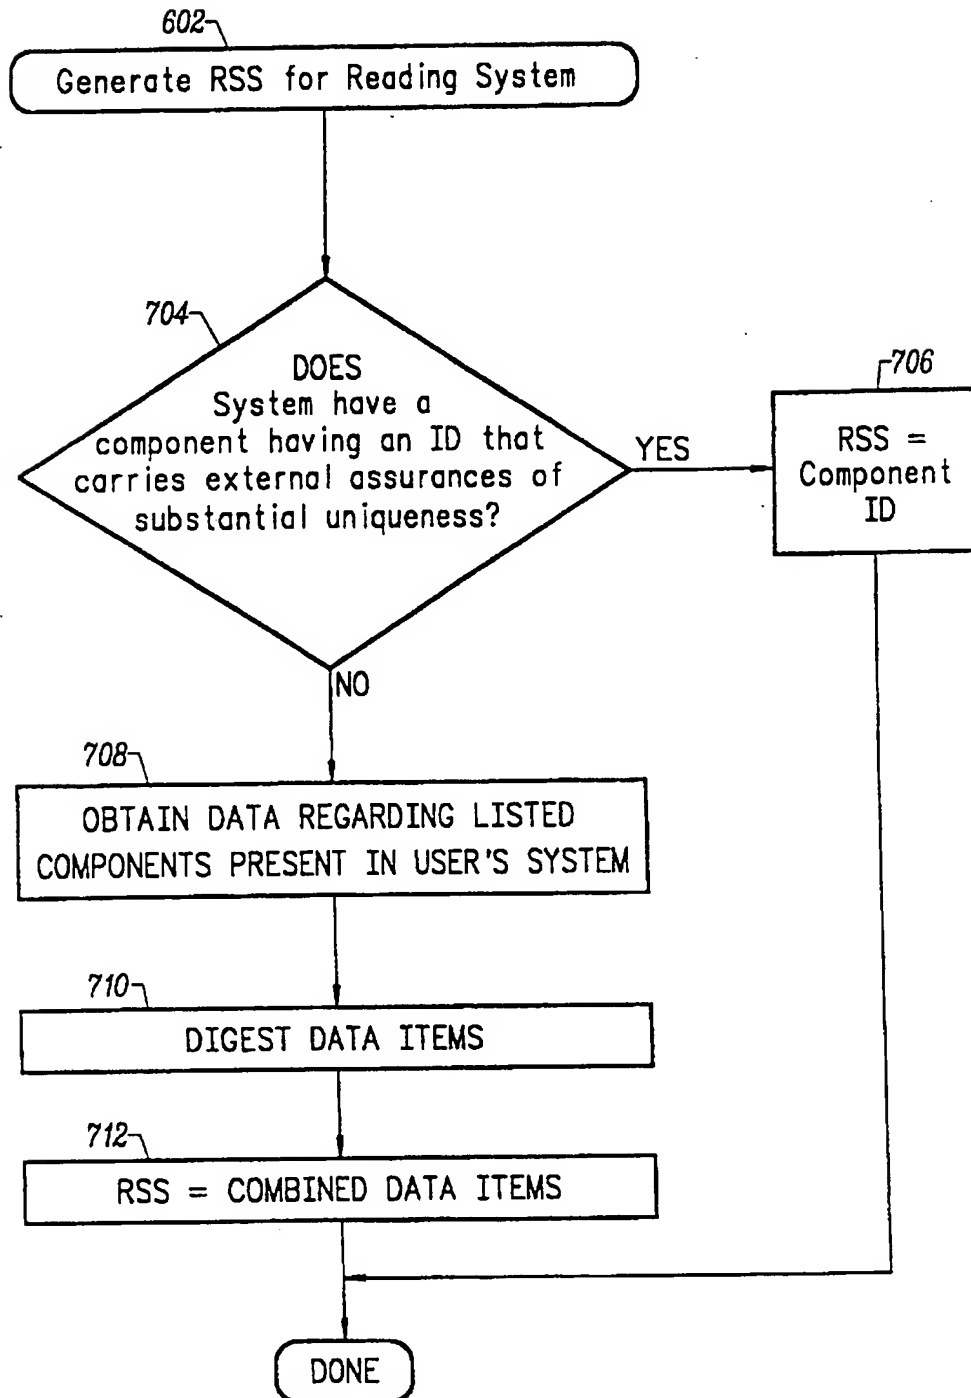 602
Generate RSS for Reading System
704
DOES
System have a
component having an ID that
carries external assurances of
substantial uniqueness?
YES
706
RSS =
Component
ID
NO
708
OBTAIN DATA REGARDING LISTED
COMPONENTS PRESENT IN USER'S SYSTEM
710
DIGEST DATA ITEMS
712
RSS = COMBINED DATA ITEMS
DONE